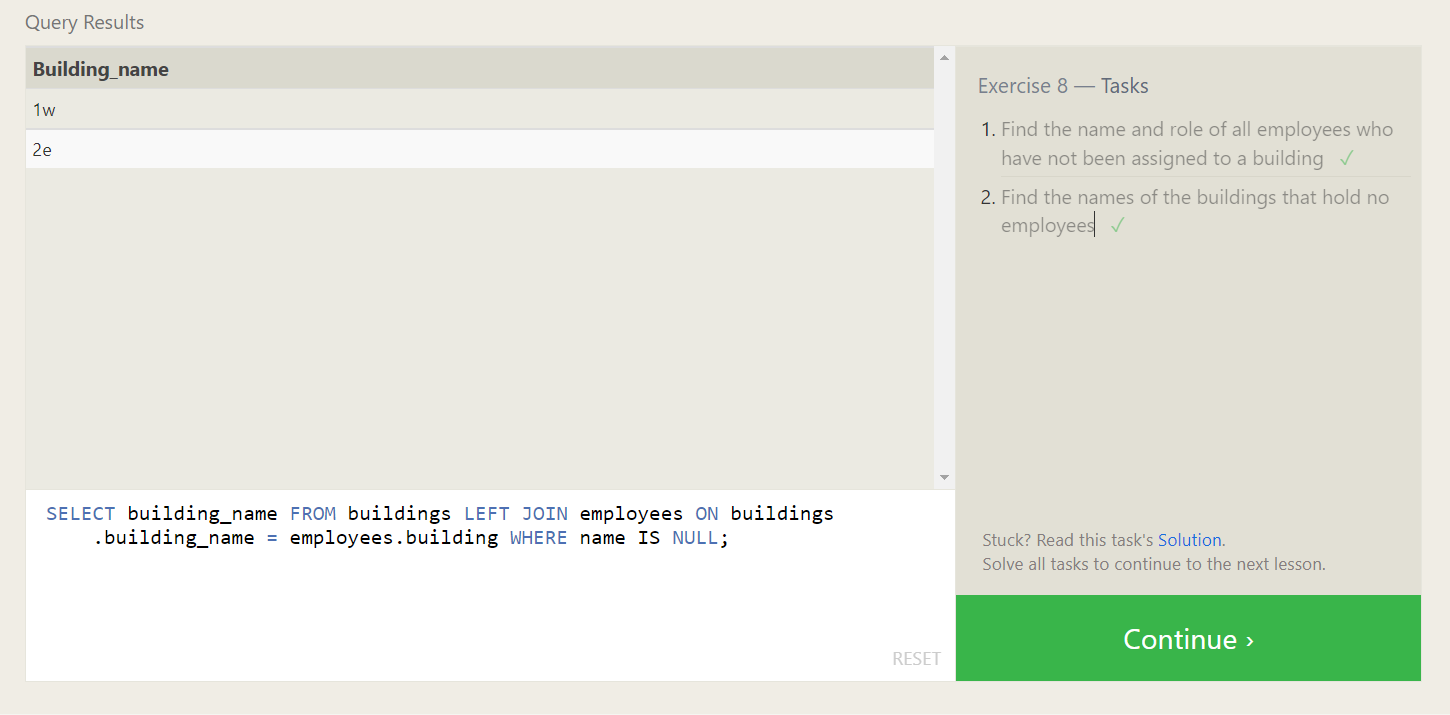 Query Results
Building_name
1w
2e
SELECT building_name FROM buildings LEFT JOIN employees ON buildings
.building_name = employees.building WHERE name IS NULL;
RESET
Exercise 8 — Tasks
1. Find the name and role of all employees who
have not been assigned to a building ✓
2. Find the names of the buildings that hold no
employees ✓
Stuck? Read this task's Solution.
Solve all tasks to continue to the next lesson.
Continue ›